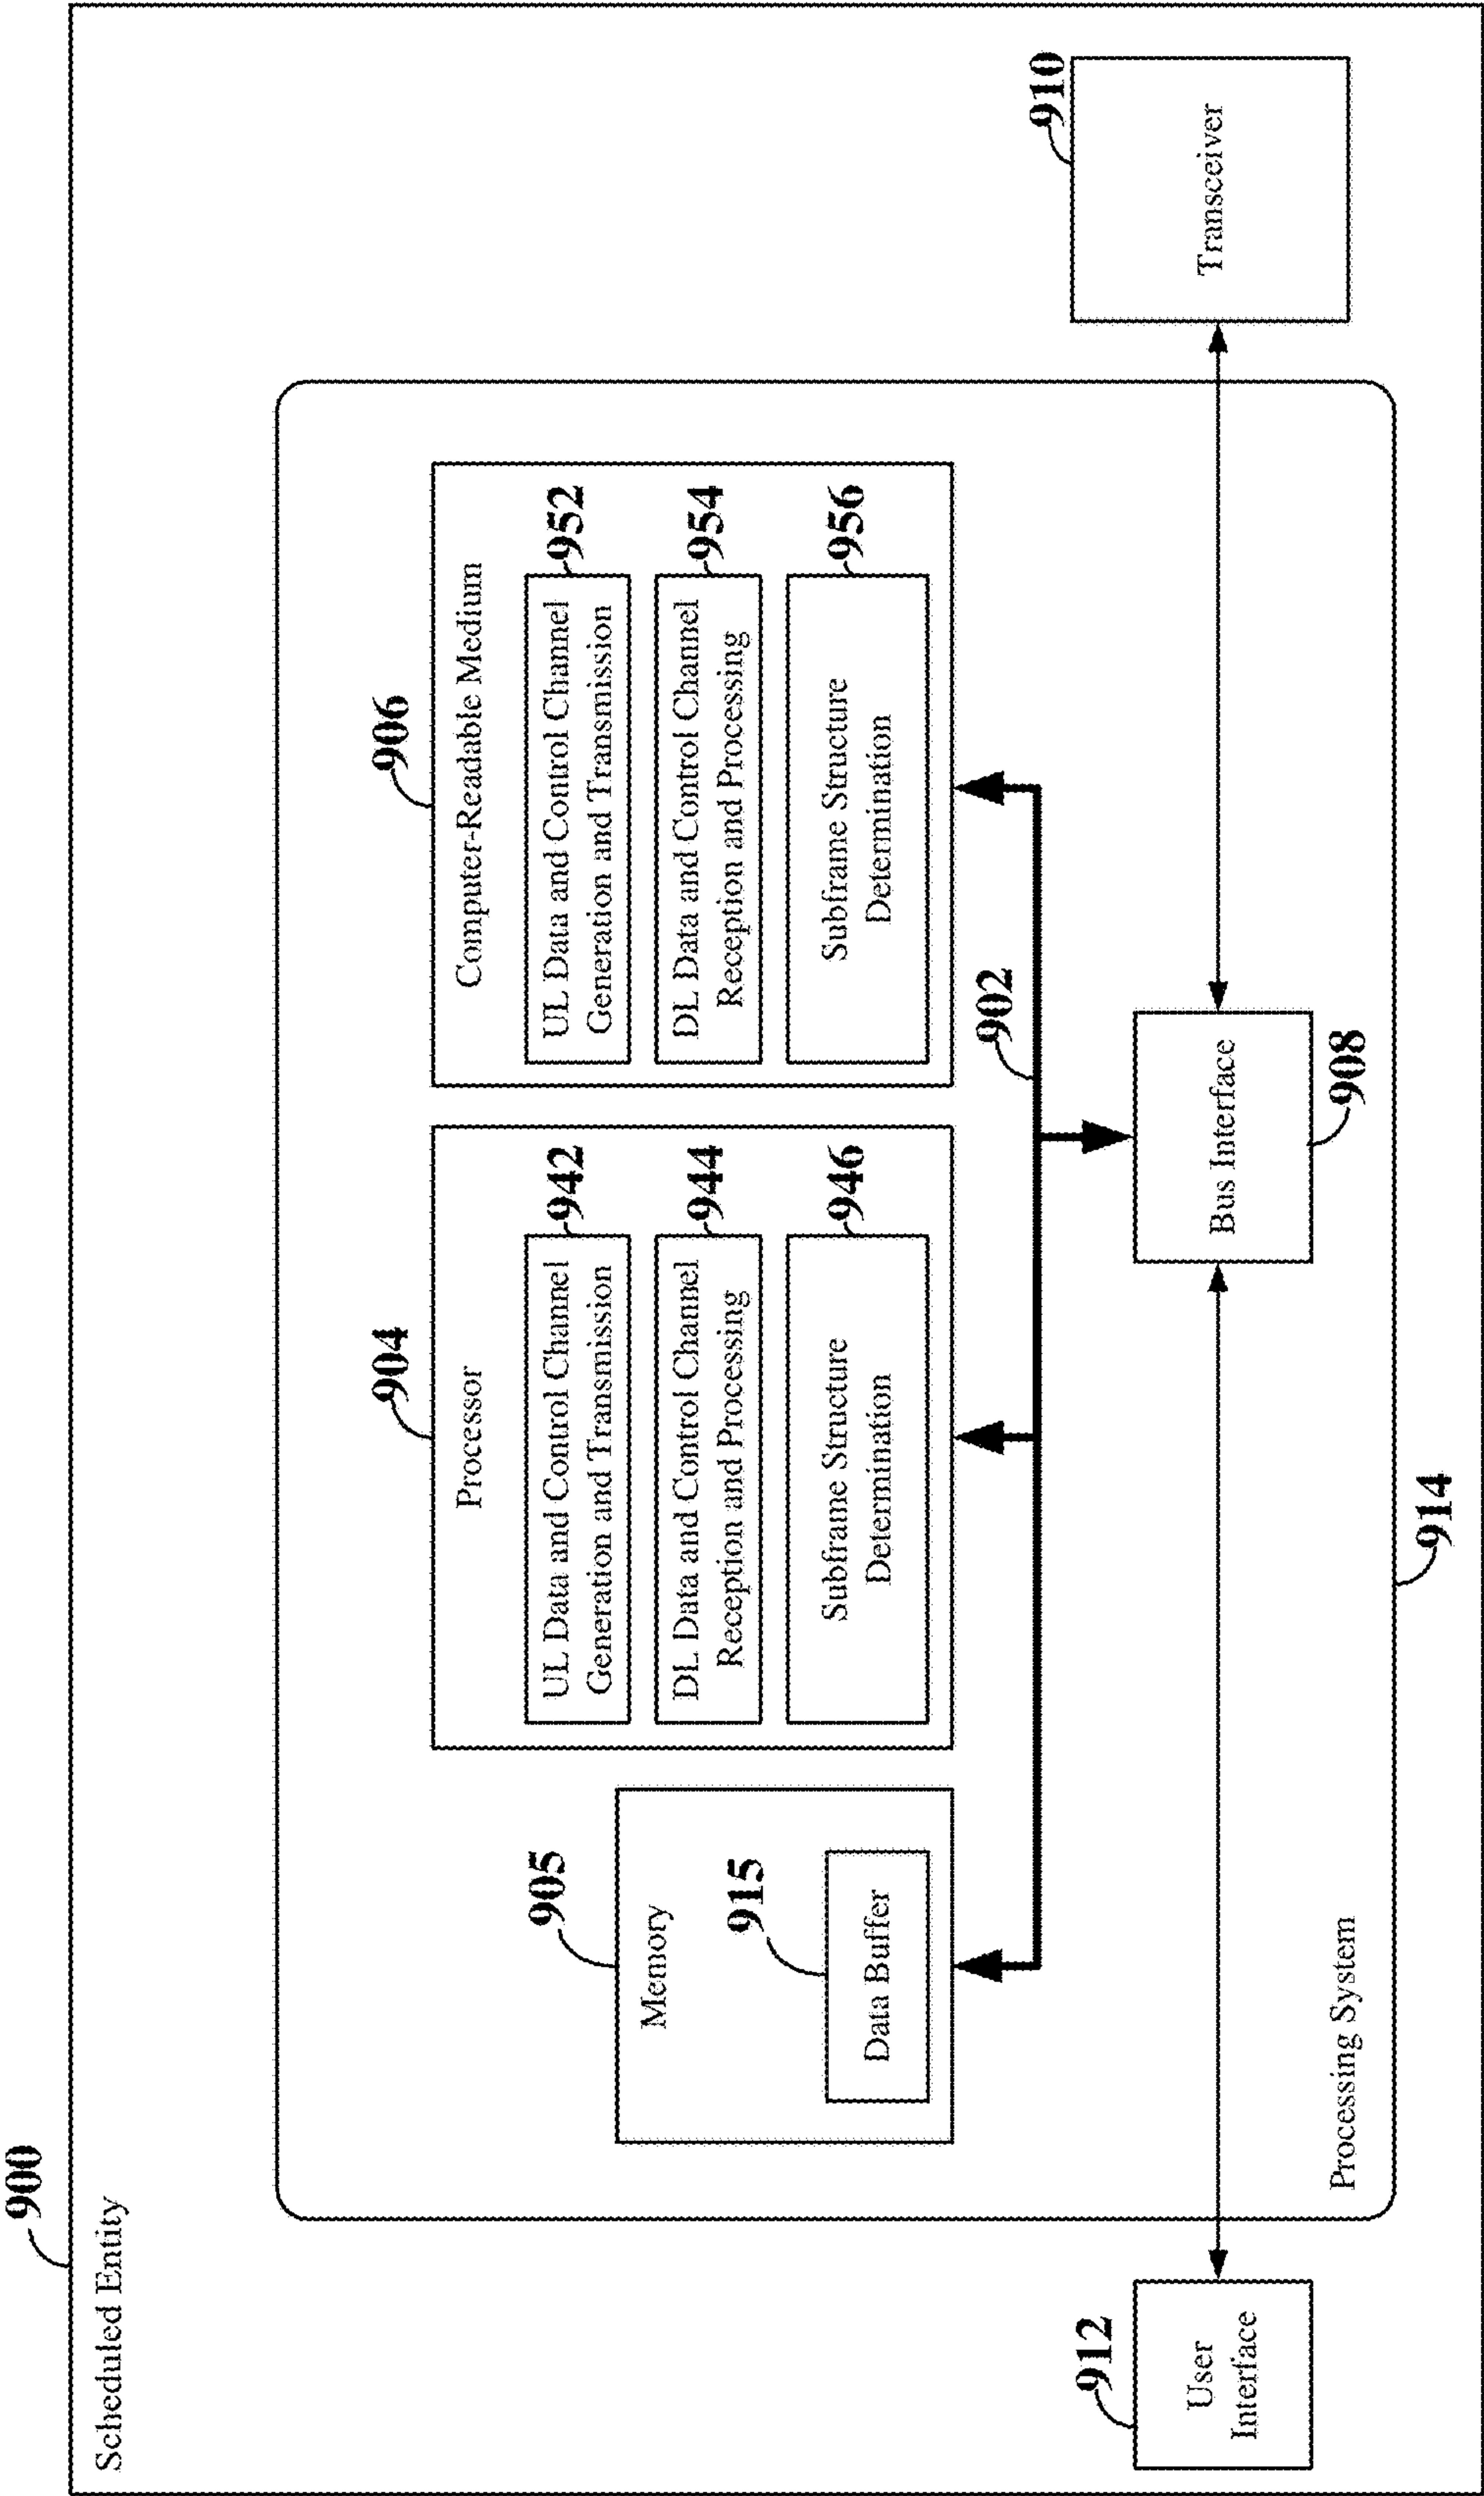 900
Scheduled Entity
904
906
Processor
Computer-Readable Medium
905
Memory
915
Data Buffer
UL Data and Control Channel
Generation and Transmission
942
DL Data and Control Channel
Reception and Processing
944
Subframe Structure
Determination
946
UL Data and Control Channel
Generation and Transmission
952
DL Data and Control Channel
Reception and Processing
954
Subframe Structure
Determination
956
902
912
User
Interface
Bus Interface
908
910
Transceiver
Processing System
914